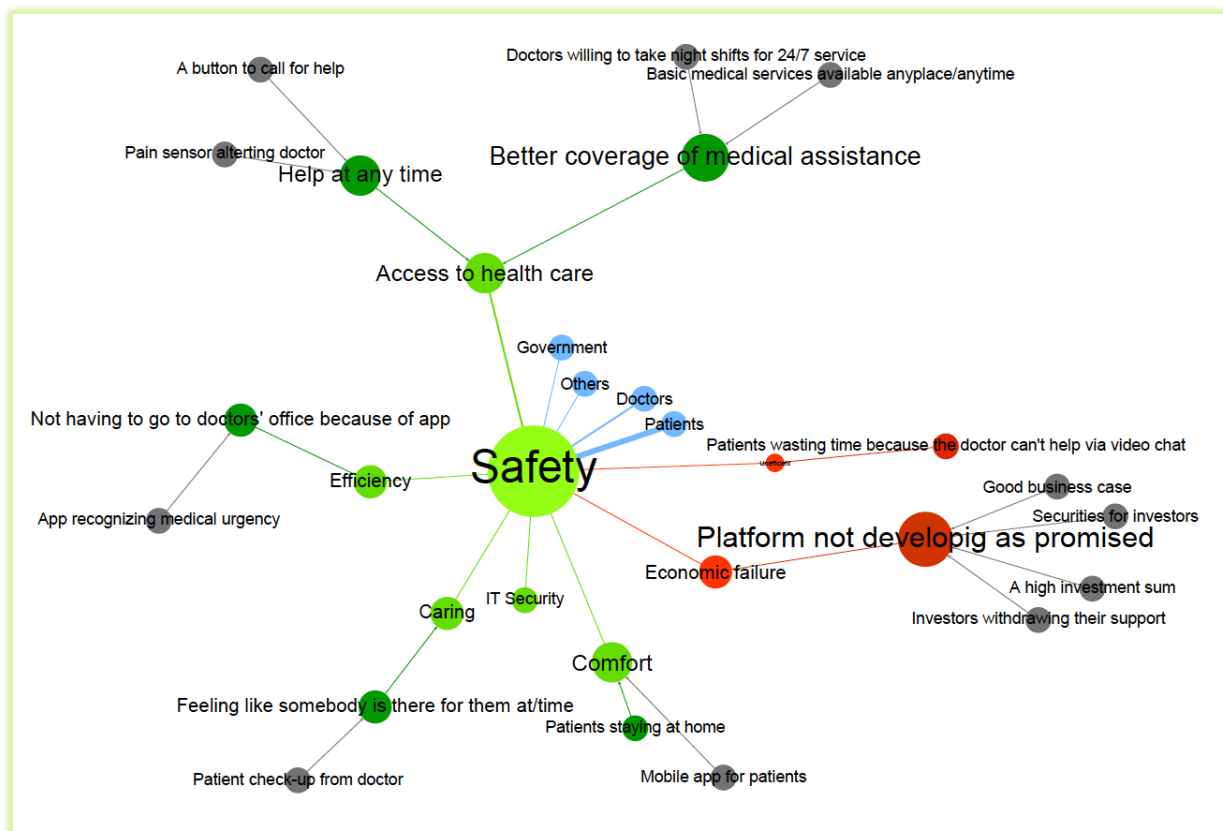 Doctors willing to take night shifts for 24/7 service
A button to call for help
Basic medical services available anyplace/anytime
Pain sensor alterting doctor
Better coverage of medical assistance
Help at any time
Access to health care
Government
Others
Doctors
Not having to go to doctors' office because of app
Patients
Patients wasting time because the doctor can't help via video chat
Unefficient
Safety
Efficiency
Good business case
App recognizing medical urgency
Securities for investors
Platform not developig as promised
Economic failure
A high investment sum
IT Security
Caring
Investors withdrawing their support
Comfort
Feeling like somebody is there for them at/time
Patients staying at home
Patient check-up from doctor
Mobile app for patients